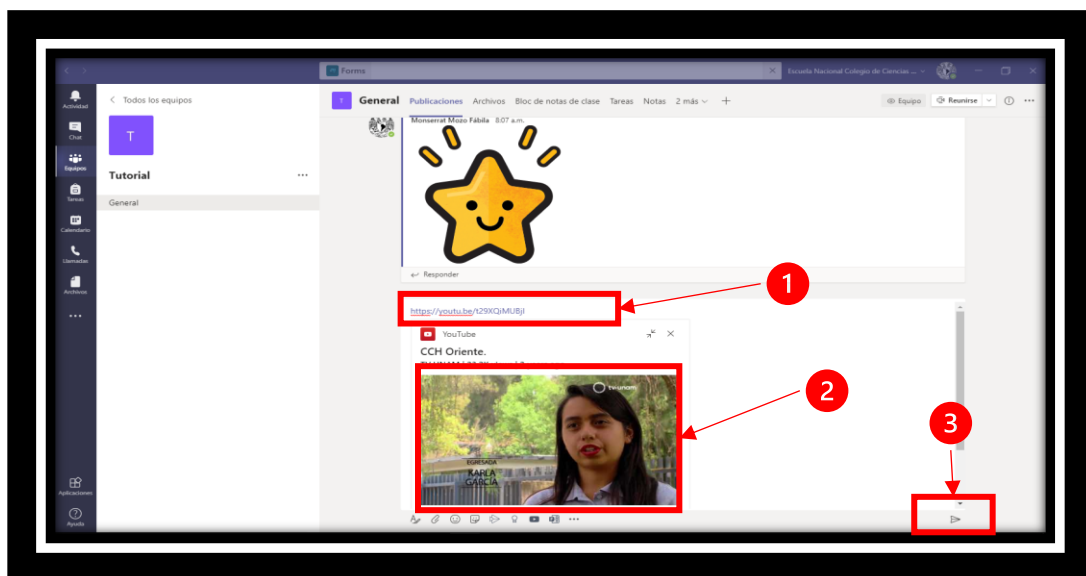 Forms
Escuela Nacional Colegio de Ciencias ...
Actividad
Chat
Equipos
Tareas
Calendario
Llamadas
Archivos
Aplicaciones
Ayuda
Todos los equipos
T
Tutorial
General
T
General Publicaciones Archivos Bloc de notas de clase Tareas Notas 2 más
Equipo
Reunirse
Monserrat Mozo Fábila 8:07 a.m.
Responder
1
https://youtu.be/t29XQiMUBjI
YouTube
CCH Oriente.
tv unam
EGRESADA
KARLA
GARCÍA
2
3